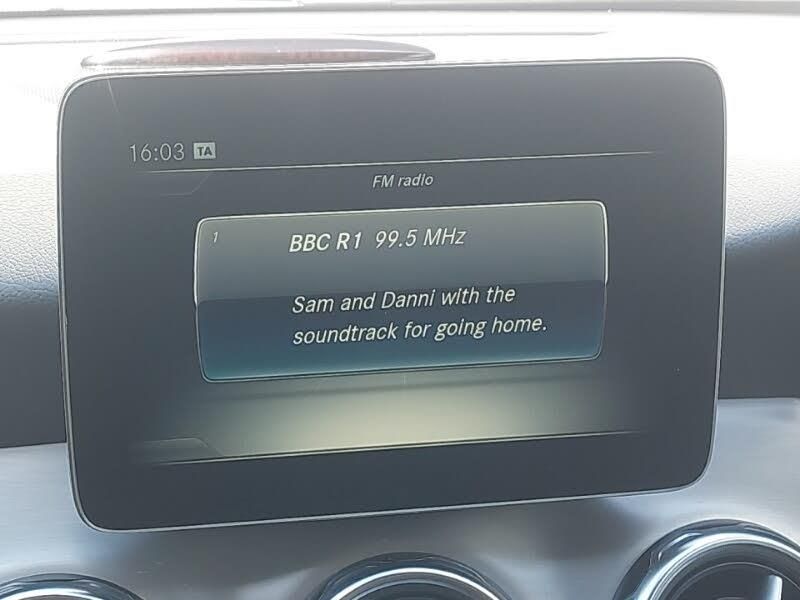 16:03 TA
FM radio
1 BBC R1 99.5 MHz
Sam and Danni with the
soundtrack for going home.